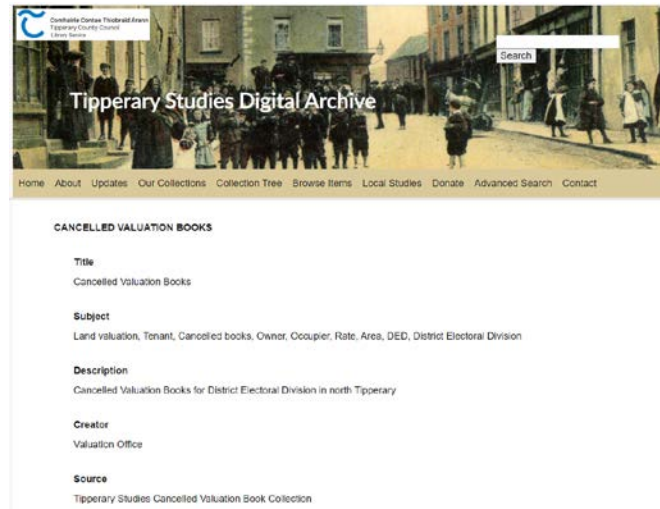 Comhairle Contae Thiobraid Árann
Tipperary County Council
Library Service
Search
Tipperary Studies Digital Archive
Home About Updates Our Collections Collection Tree Browse Items Local Studies Donate Advanced Search Contact
CANCELLED VALUATION BOOKS
Title
Cancelled Valuation Books
Subject
Land valuation, Tenant, Cancelled books, Owner, Occupier, Rate, Area, DED, District Electoral Division
Description
Cancelled Valuation Books for District Electoral Division in north Tipperary
Creator
Valuation Office
Source
Tipperary Studies Cancelled Valuation Book Collection